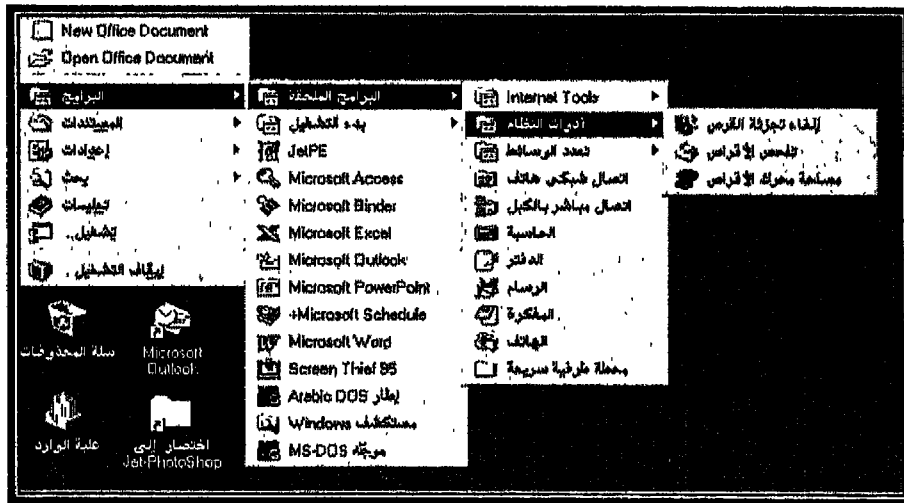 New Office Document
Open Office Document
البرامج
المستندات
إعدادات
بحث
تعليمات
تشغيل..
إيقاف التشغيل .
البرامج الملحقة
بدء التشغيل
JetPE
Microsoft Access
Microsoft Binder
Microsoft Excel
Microsoft Outlook
Microsoft PowerPoint
+Microsoft Schedule
Microsoft Word
Screen Thief 95
إطار Arabic DOS
مستكشف Windows
موجّه MS-DOS
Internet Tools
أدوات النظام
تعدد الوسائط
اتصال شبكي هاتف
اتصال مباشر بالكبل
الحاسبة
الدفتر
الرسام
المفكرة
الهاتف
محطة طرفية سريعة
إلغاء تجزئة القرص
تفحص الأقراص
مضاعفة محرك الأقراص
سلة المحذوفات
Microsoft Outlook
علبة الوارد
اختصار إلى
Jet-PhotoShop